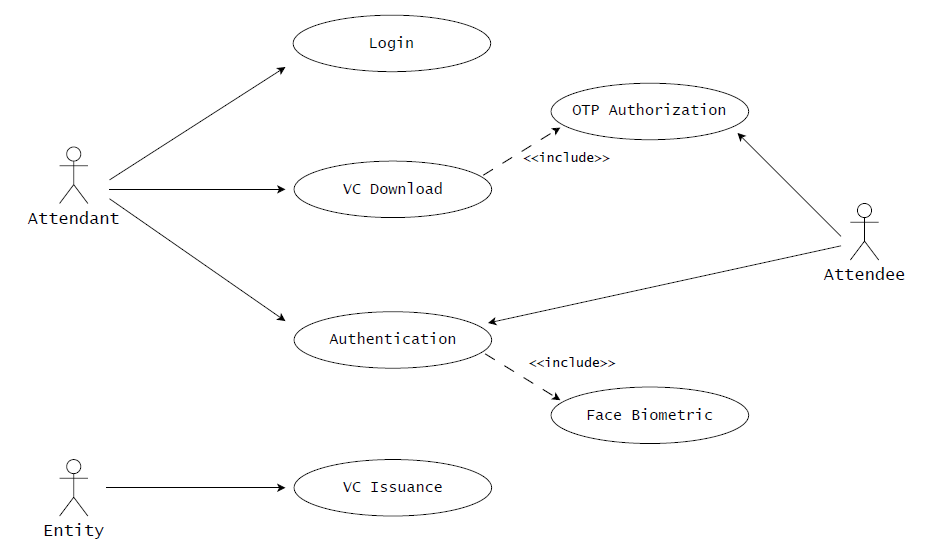 Login
OTP Authorization
<<include>>
VC Download
Attendant
Attendee
Authentication
<<include>>
Face Biometric
VC Issuance
Entity